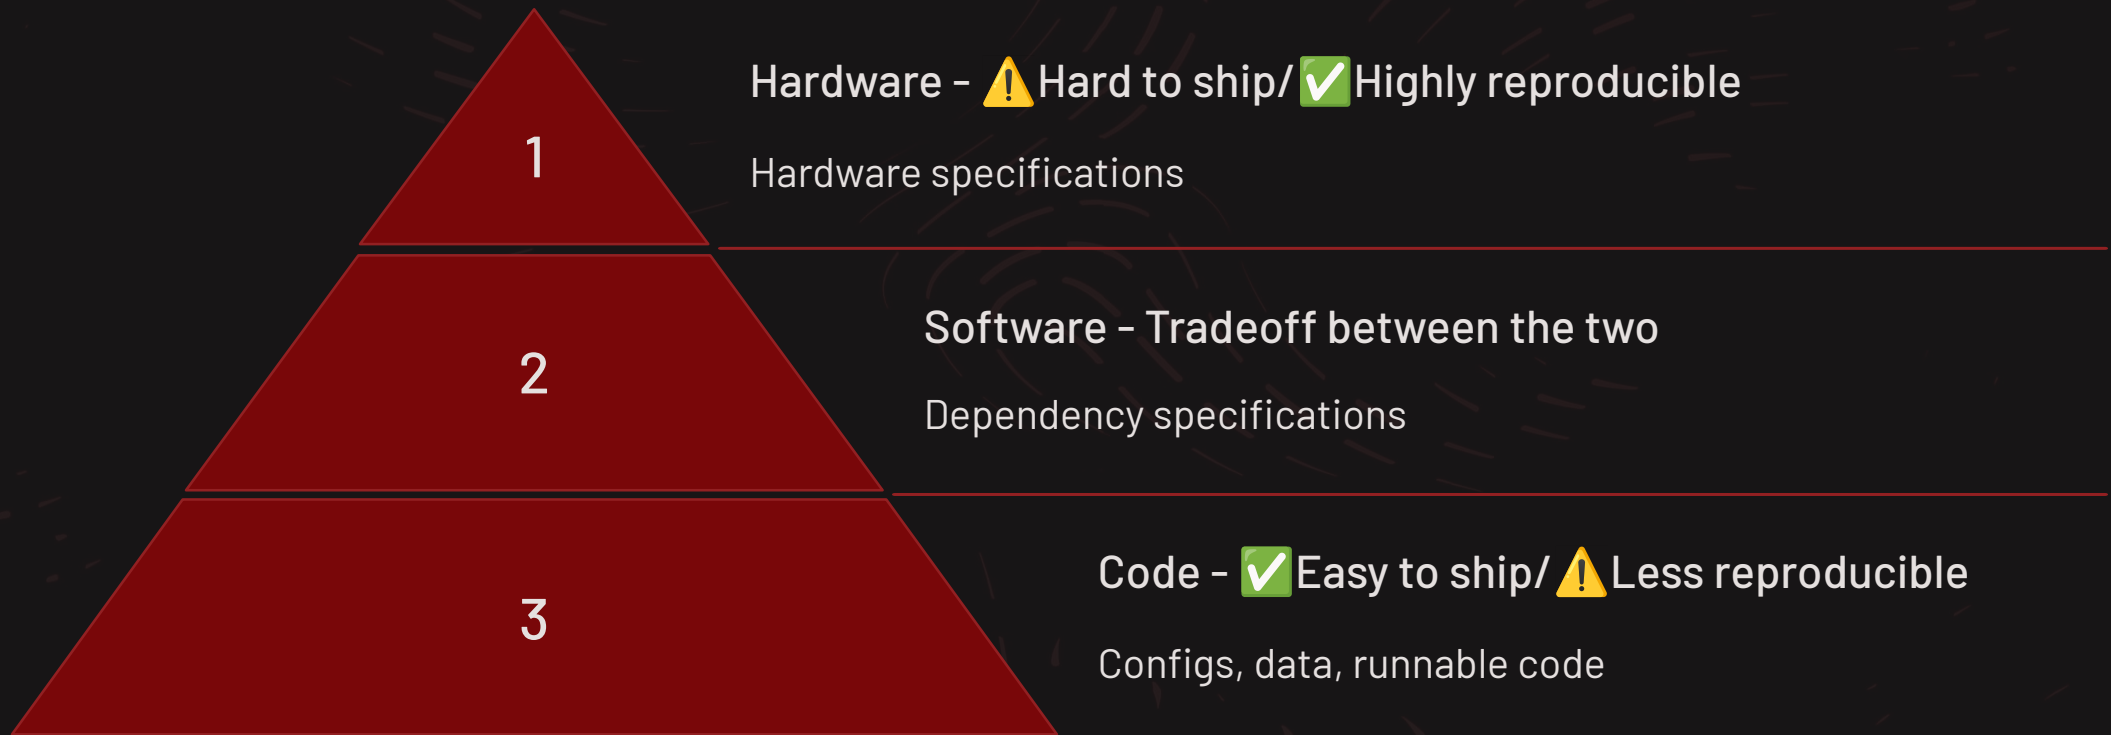 1
Hardware - ⚠️Hard to ship/✅Highly reproducible
Hardware specifications
2
Software - Tradeoff between the two
Dependency specifications
3
Code - ✅Easy to ship/⚠️Less reproducible
Configs, data, runnable code